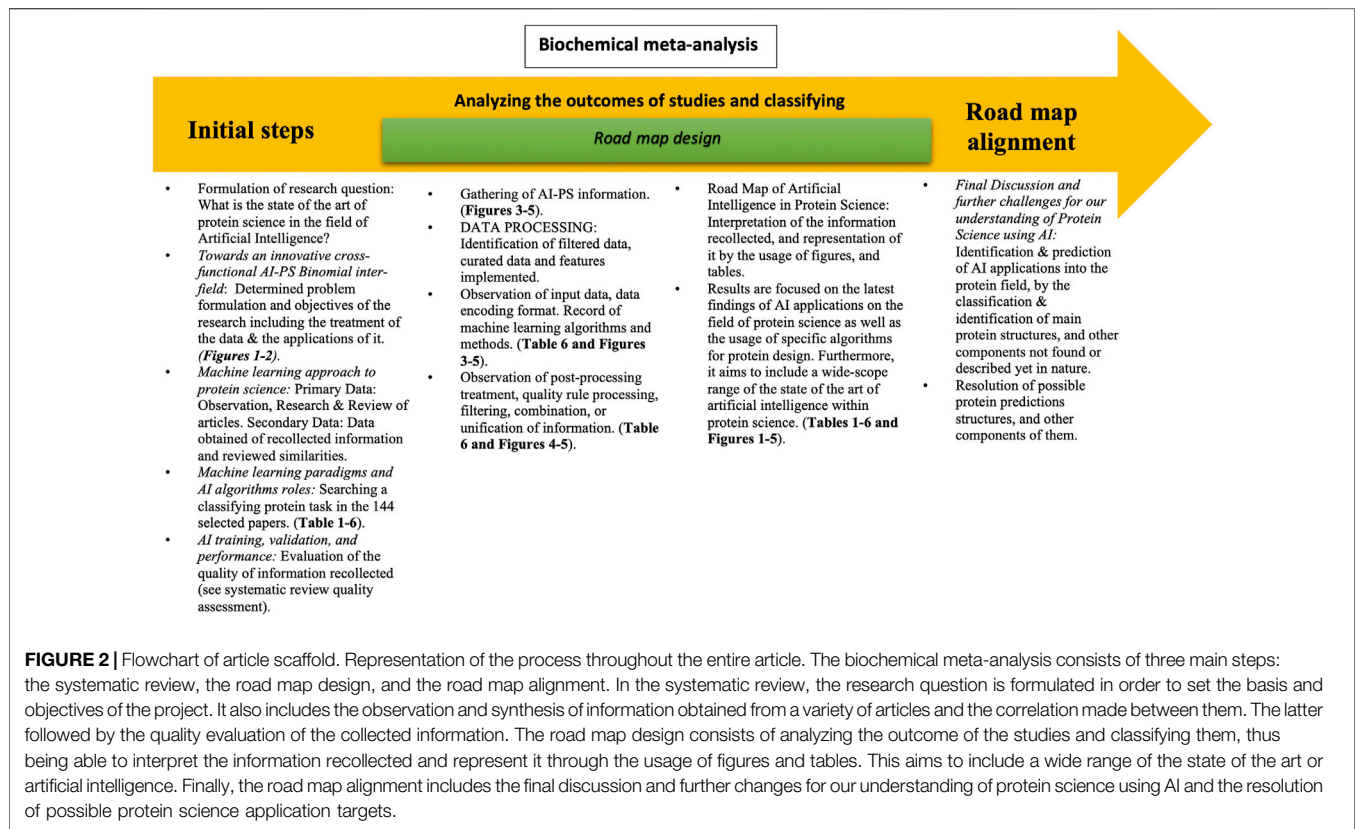 Biochemical meta-analysis
Analyzing the outcomes of studies and classifying
Initial steps
Road map design
Road map
alignment
• Formulation of research question:
What is the state of the art of
protein science in the field of
Artificial Intelligence?
• Towards an innovative cross-
functional AI-PS Binomial inter-
field: Determined problem
formulation and objectives of the
research including the treatment of
the data & the applications of it.
(Figures 1-2).
• Machine learning approach to
protein science: Primary Data:
Observation, Research & Review of
articles. Secondary Data: Data
obtained of recollected information
and reviewed similarities.
• Machine learning paradigms and
AI algorithms roles: Searching a
classifying protein task in the 144
selected papers. (Table 1-6).
• AI training, validation, and
performance: Evaluation of the
quality of information recollected
(see systematic review quality
assessment).
• Gathering of AI-PS information.
(Figures 3-5).
• DATA PROCESSING:
Identification of filtered data,
curated data and features
implemented.
• Observation of input data, data
encoding format. Record of
machine learning algorithms and
methods. (Table 6 and Figures
3-5).
• Observation of post-processing
treatment, quality rule processing,
filtering, combination, or
unification of information. (Table
6 and Figures 4-5).
• Road Map of Artificial
Intelligence in Protein Science:
Interpretation of the information
recollected, and representation of
it by the usage of figures, and
tables.
• Results are focused on the latest
findings of AI applications on the
field of protein science as well as
the usage of specific algorithms
for protein design. Furthermore,
it aims to include a wide-scope
range of the state of the art of
artificial intelligence within
protein science. (Tables 1-6 and
Figures 1-5).
• Final Discussion and
further challenges for our
understanding of Protein
Science using AI:
Identification & prediction
of AI applications into the
protein field, by the
classification &
identification of main
protein structures, and other
components not found or
described yet in nature.
• Resolution of possible
protein predictions
structures, and other
components of them.
FIGURE 2 | Flowchart of article scaffold. Representation of the process throughout the entire article. The biochemical meta-analysis consists of three main steps:
the systematic review, the road map design, and the road map alignment. In the systematic review, the research question is formulated in order to set the basis and
objectives of the project. It also includes the observation and synthesis of information obtained from a variety of articles and the correlation made between them. The latter
followed by the quality evaluation of the collected information. The road map design consists of analyzing the outcome of the studies and classifying them, thus
being able to interpret the information recollected and represent it through the usage of figures and tables. This aims to include a wide range of the state of the art or
artificial intelligence. Finally, the road map alignment includes the final discussion and further changes for our understanding of protein science using AI and the resolution
of possible protein science application targets.